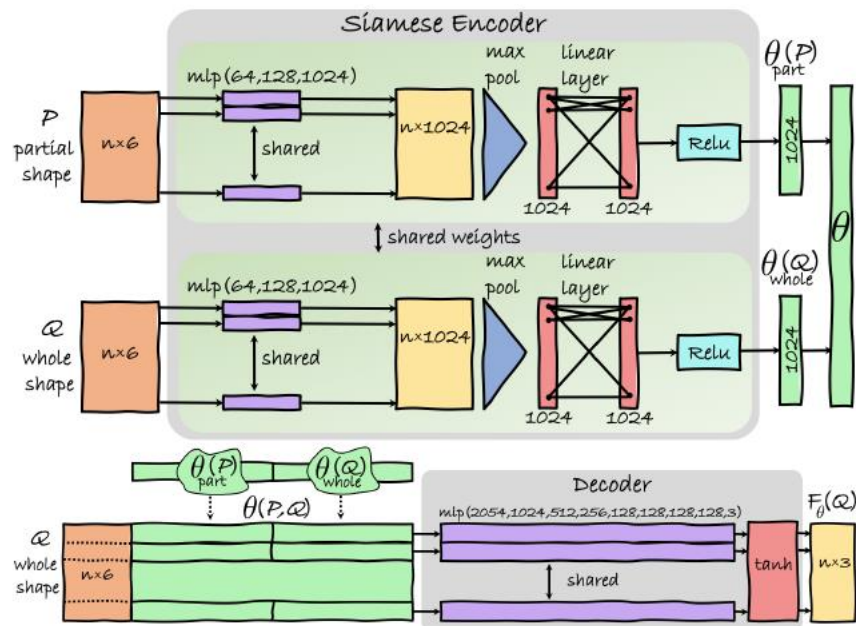 Siamese Encoder
mlp(64,128,1024)
max
pool
linear
layer
θ(P)
part
P
partial
shape
n×6
shared
n×1024
1024
1024
Relu
1024
θ
shared weights
mlp(64,128,1024)
max
pool
linear
layer
θ(Q)
whole
Q
whole
shape
n×6
shared
n×1024
1024
1024
Relu
1024
θ(P)
part
θ(Q)
whole
θ(P,Q)
Decoder
mlp(2054,1024,512,256,128,128,128,128,3)
Fθ(Q)
Q
whole
shape
n×6
shared
tanh
n×3